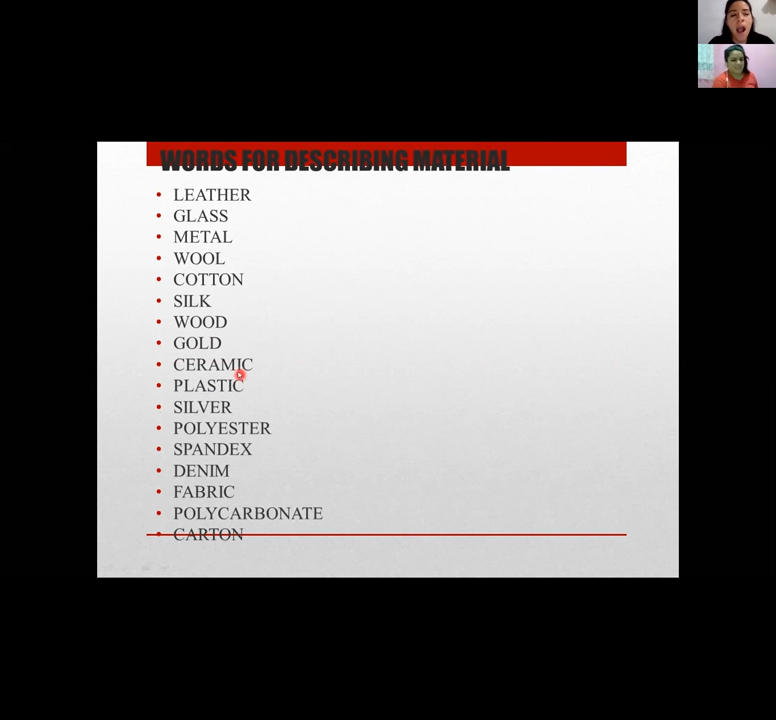 WORDS FOR DESCRIBING MATERIAL
LEATHER
GLASS
METAL
WOOL
COTTON
SILK
WOOD
GOLD
CERAMIC
PLASTIC
SILVER
POLYESTER
SPANDEX
DENIM
FABRIC
POLYCARBONATE
CARTON